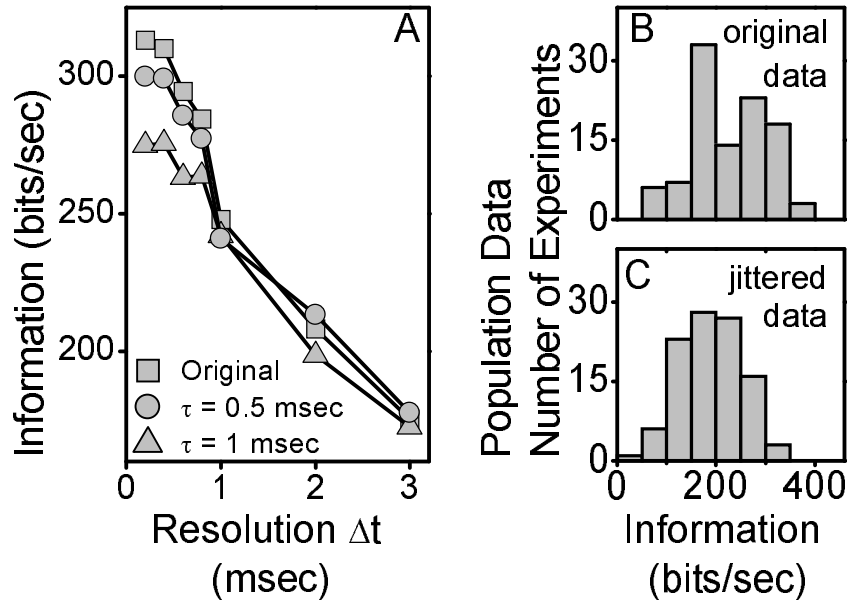 A
Information (bits/sec)
300
250
200
Original
τ = 0.5 msec
τ = 1 msec
0 1 2 3
Resolution Δt
(msec)
B
original
data
30
15
0
Population Data
Number of Experiments
C
jittered
data
30
15
0
0 200 400
Information
(bits/sec)